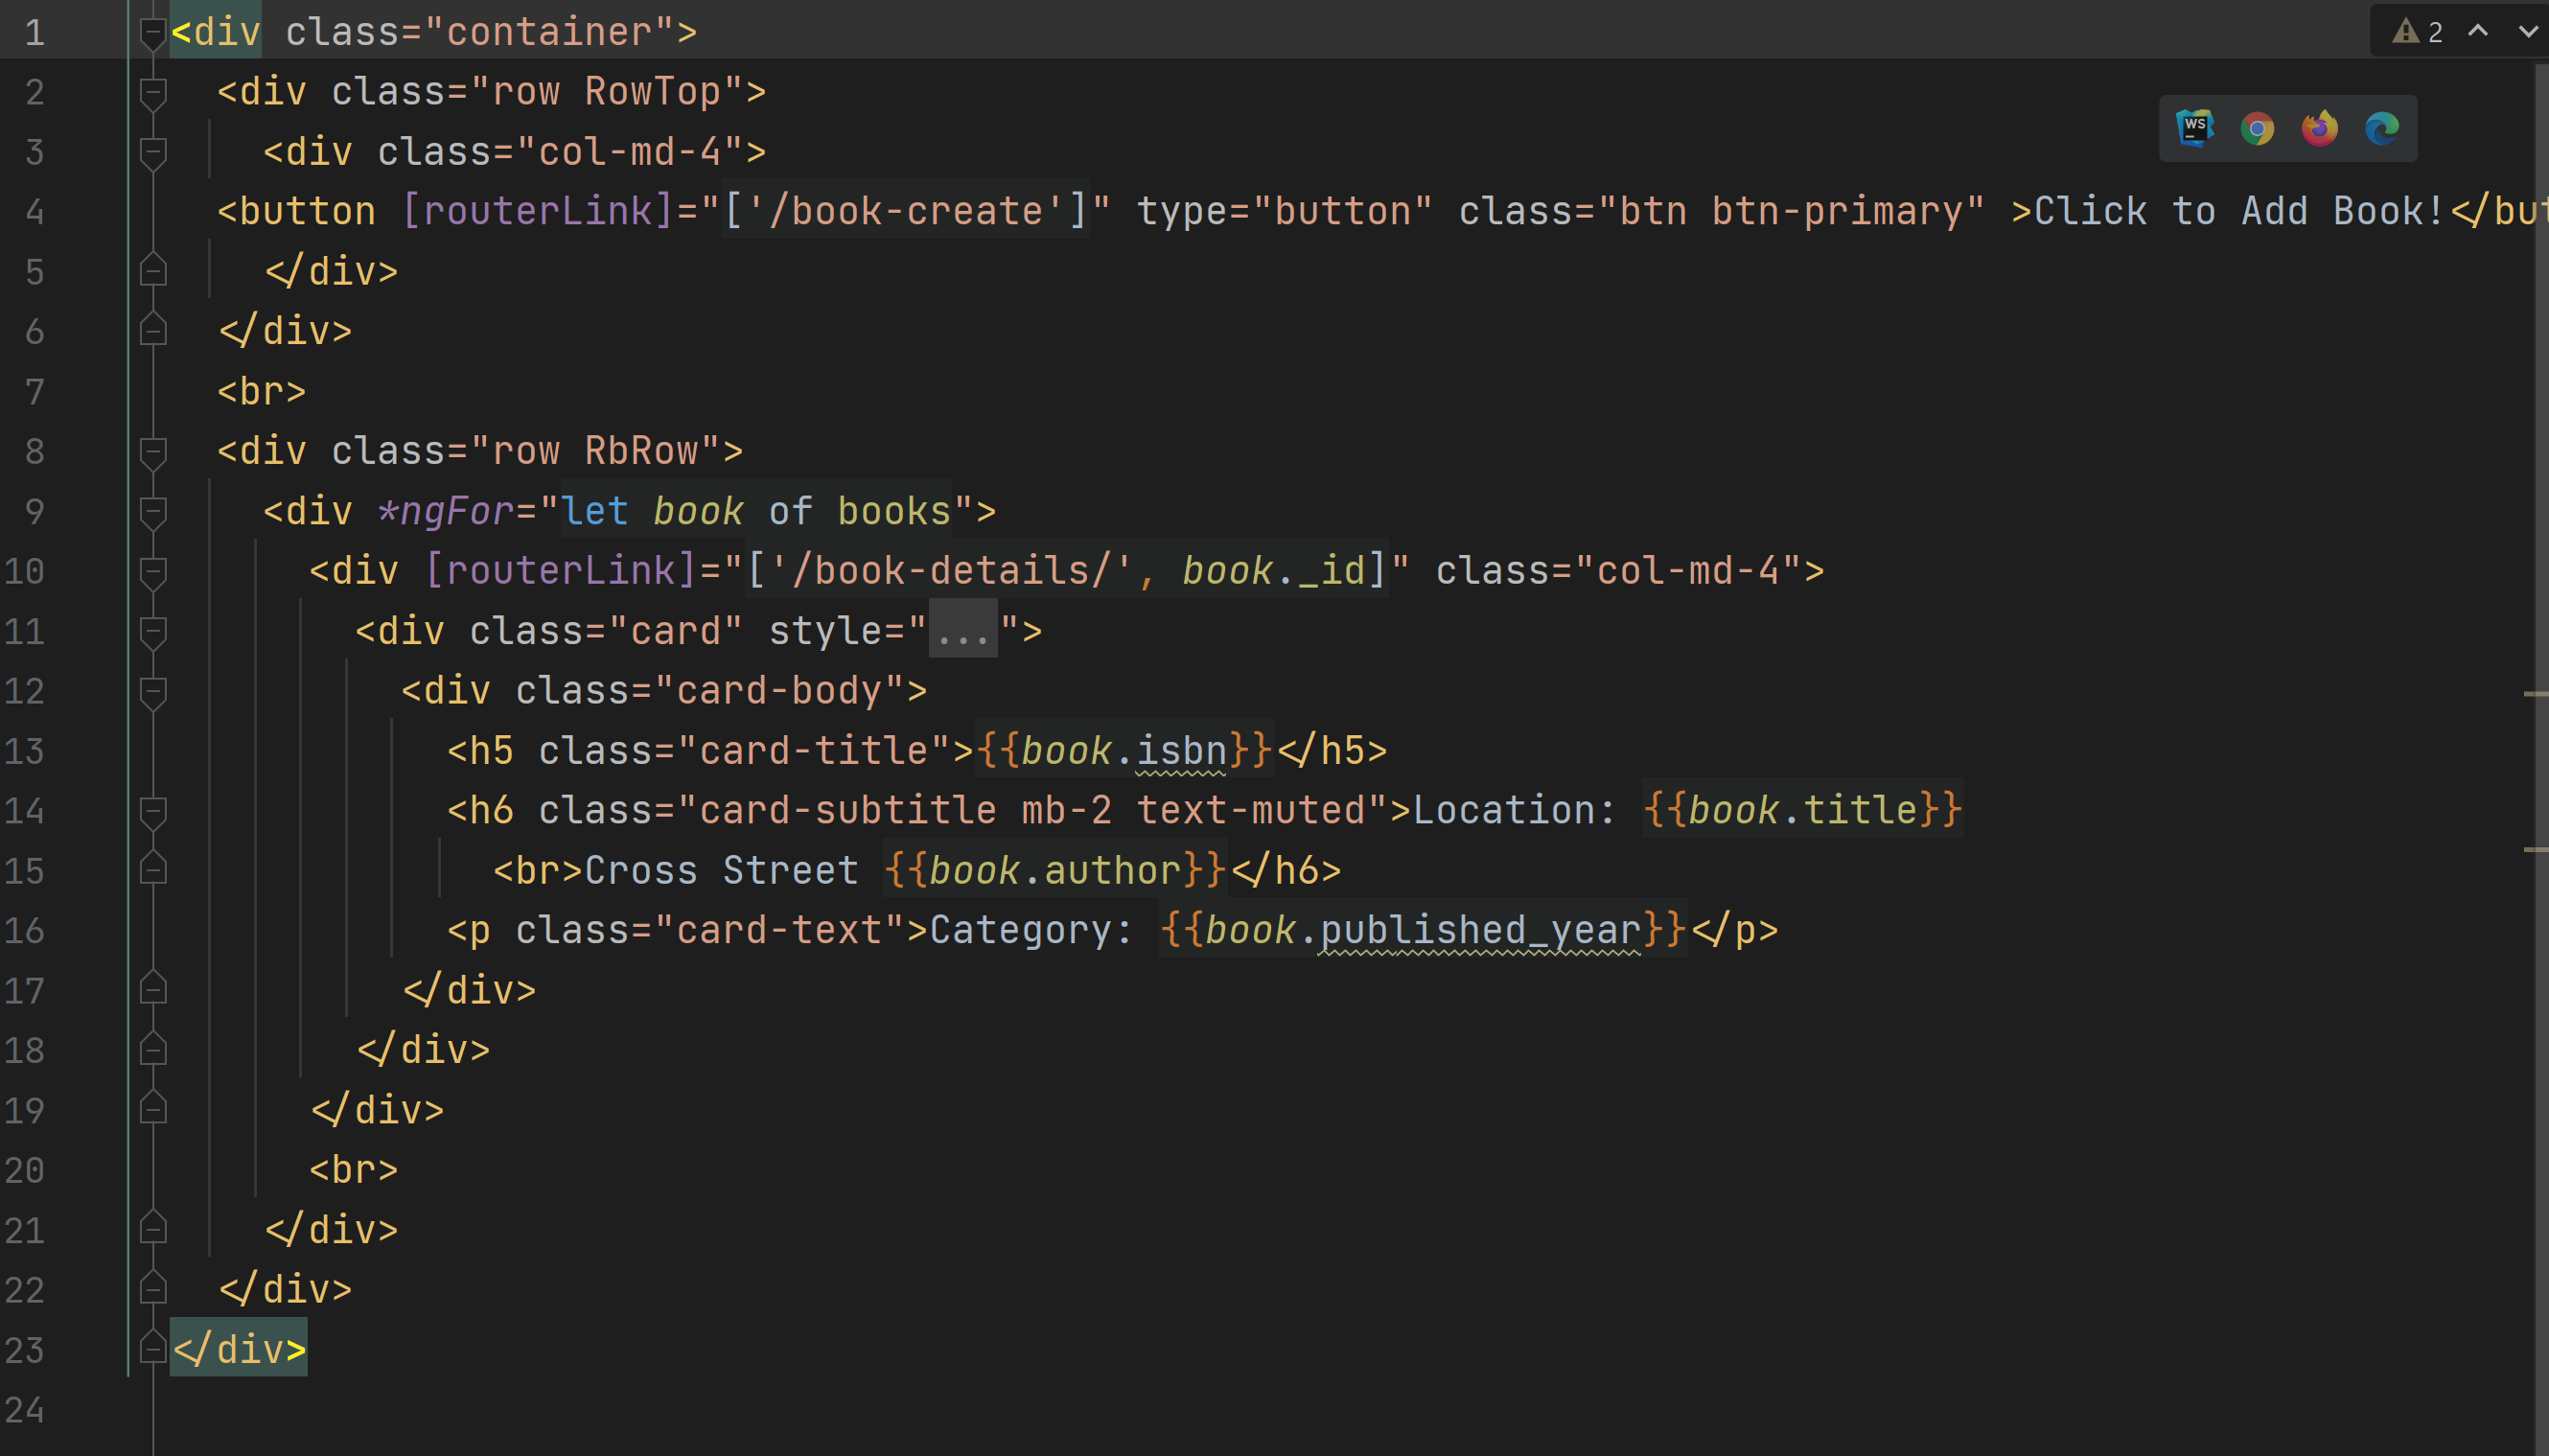 1 <div class="container"> 2
2 <div class="row RowTop">
3 <div class="col-md-4"> WS
4 <button [routerLink]="['/book-create']" type="button" class="btn btn-primary" >Click to Add Book!</but
5 </div>
6 </div>
7 <br>
8 <div class="row RbRow">
9 <div *ngFor="let book of books">
10 <div [routerLink]="['/book-details/', book._id]" class="col-md-4">
11 <div class="card" style="...">
12 <div class="card-body">
13 <h5 class="card-title">{{book.isbn}}</h5>
14 <h6 class="card-subtitle mb-2 text-muted">Location: {{book.title}}
15 <br>Cross Street {{book.author}}</h6>
16 <p class="card-text">Category: {{book.published_year}}</p>
17 </div>
18 </div>
19 </div>
20 <br>
21 </div>
22 </div>
23 </div>
24